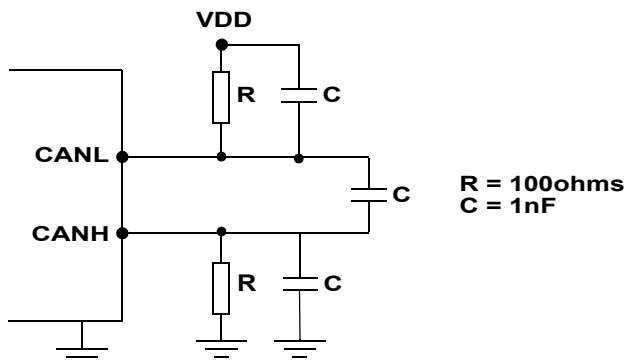 VDD
R
C
CANL
C
R = 100ohms
C = 1nF
CANH
R
C